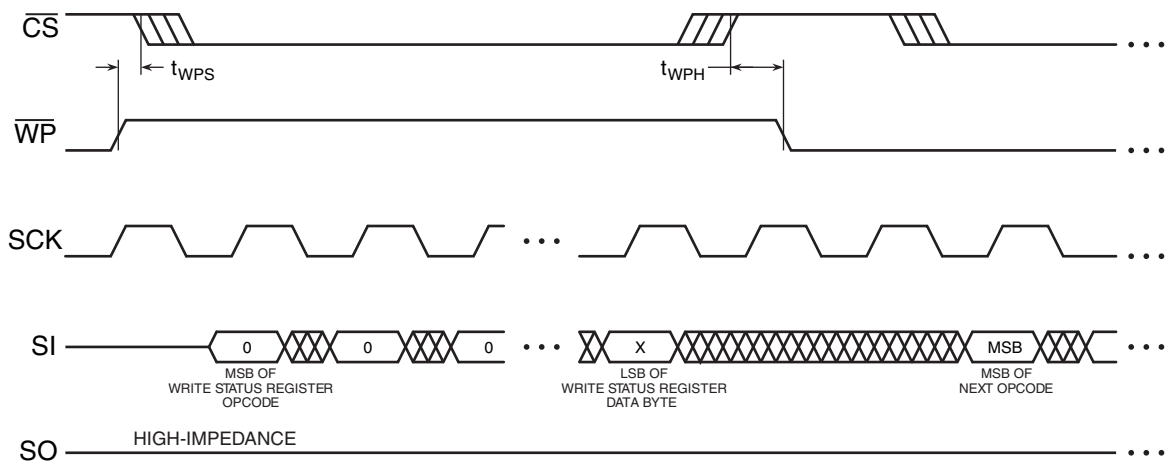 CS
tWPS
tWPH
WP
SCK
SI
0
0
0
X
MSB
MSB OF
WRITE STATUS REGISTER
OPCODE
LSB OF
WRITE STATUS REGISTER
DATA BYTE
MSB OF
NEXT OPCODE
SO
HIGH-IMPEDANCE